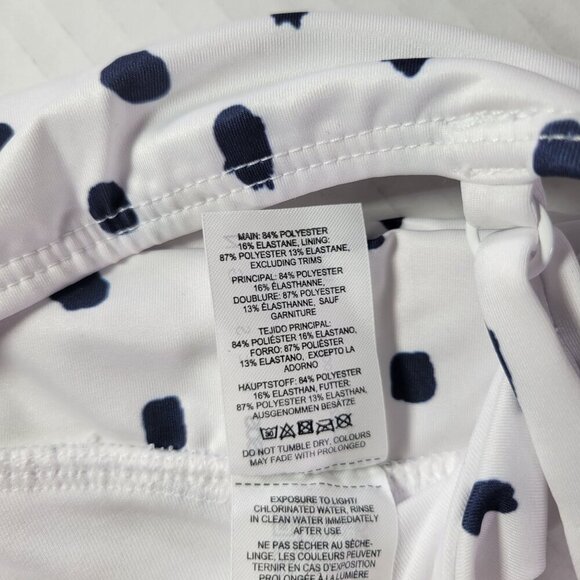 MAIN: 84% POLYESTER
16% ELASTANE, LINING:
87% POLYESTER 13% ELASTANE,
EXCLUDING TRIMS
PRINCIPAL: 84% POLYESTER
16% ÉLASTHANNE,
DOUBLURE: 87% POLYESTER
13% ÉLASTHANNE, SAUF
GARNITURE
TEJIDO PRINCIPAL:
84% POLIÉSTER 16% ELASTANO,
FORRO: 87% POLIÉSTER
13% ELASTANO, EXCEPTO LA
ADORNO
HAUPTSTOFF: 84% POLYESTER
16% ELASTHAN, FUTTER:
87% POLYESTER 13% ELASTHAN,
AUSGENOMMEN BESÄTZE
DO NOT TUMBLE DRY, COLOURS
MAY FADE WITH PROLONGED
EXPOSURE TO LIGHT/
CHLORINATED WATER, RINSE
IN CLEAN WATER IMMEDIATELY
AFTER USE
NE PAS SÉCHER AU SÈCHE-
LINGE, LES COULEURS PEUVENT
TERNIR EN CAS D'EXPOSITION
PROLONGÉE À LA LUMIÈRE